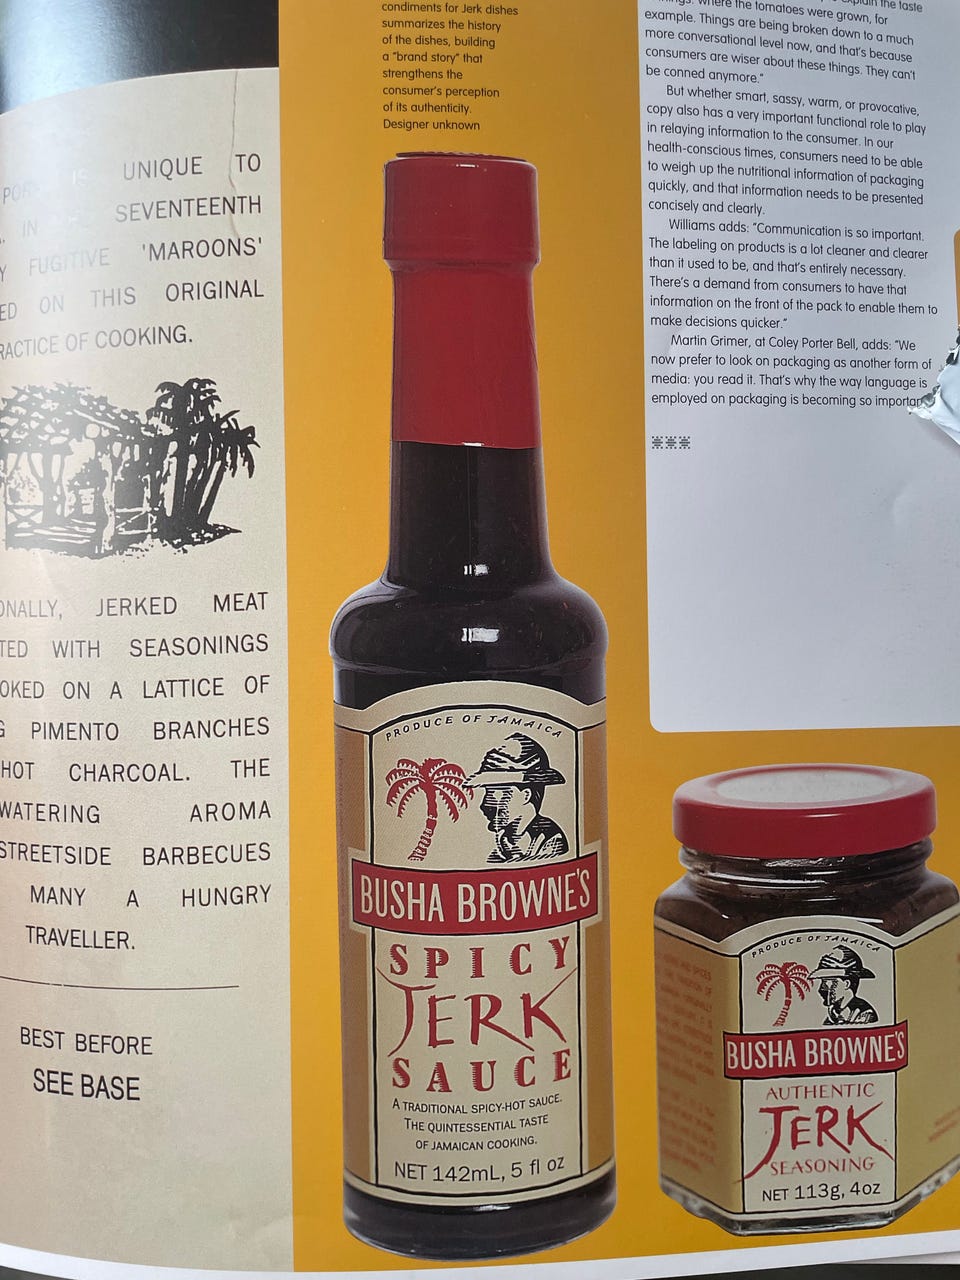 condiments for Jerk dishes
summarizes the history
of the dishes, building
a "brand story" that
strengthens the
consumer's perception
of its authenticity.
Designer unknown
explain the taste
things. Where the tomatoes were grown, for
example. Things are being broken down to a much
more conversational level now, and that's because
consumers are wiser about these things. They can't
be conned anymore."
But whether smart, sassy, warm, or provocative,
copy also has a very important functional role to play
in relaying information to the consumer. In our
health-conscious times, consumers need to be able
to weigh up the nutritional information of packaging
quickly, and that information needs to be presented
concisely and clearly.
Williams adds: "Communication is so important.
The labeling on products is a lot cleaner and clearer
than it used to be, and that's entirely necessary.
There's a demand from consumers to have that
information on the front of the pack to enable them to
make decisions quicker."
Martin Grimer, at Coley Porter Bell, adds: "We
now prefer to look on packaging as another form of
media: you read it. That's why the way language is
employed on packaging is becoming so importan
IS UNIQUE TO
IN SEVENTEENTH
FUGITIVE 'MAROONS'
ED ON THIS ORIGINAL
RACTICE OF COOKING.
ONALLY, JERKED MEAT
TED WITH SEASONINGS
OKED ON A LATTICE OF
G PIMENTO BRANCHES
HOT CHARCOAL. THE
WATERING AROMA
STREETSIDE BARBECUES
MANY A HUNGRY
TRAVELLER.
BEST BEFORE
SEE BASE
PRODUCE OF JAMAICA
BUSHA BROWNE'S
SPICY
JERK
SAUCE
A TRADITIONAL SPICY-HOT SAUCE.
THE QUINTESSENTIAL TASTE
OF JAMAICAN COOKING.
NET 142mL, 5 fl oz
PRODUCE OF JAMAICA
BUSHA BROWNE'S
AUTHENTIC
JERK
SEASONING
NET 113g, 4oz